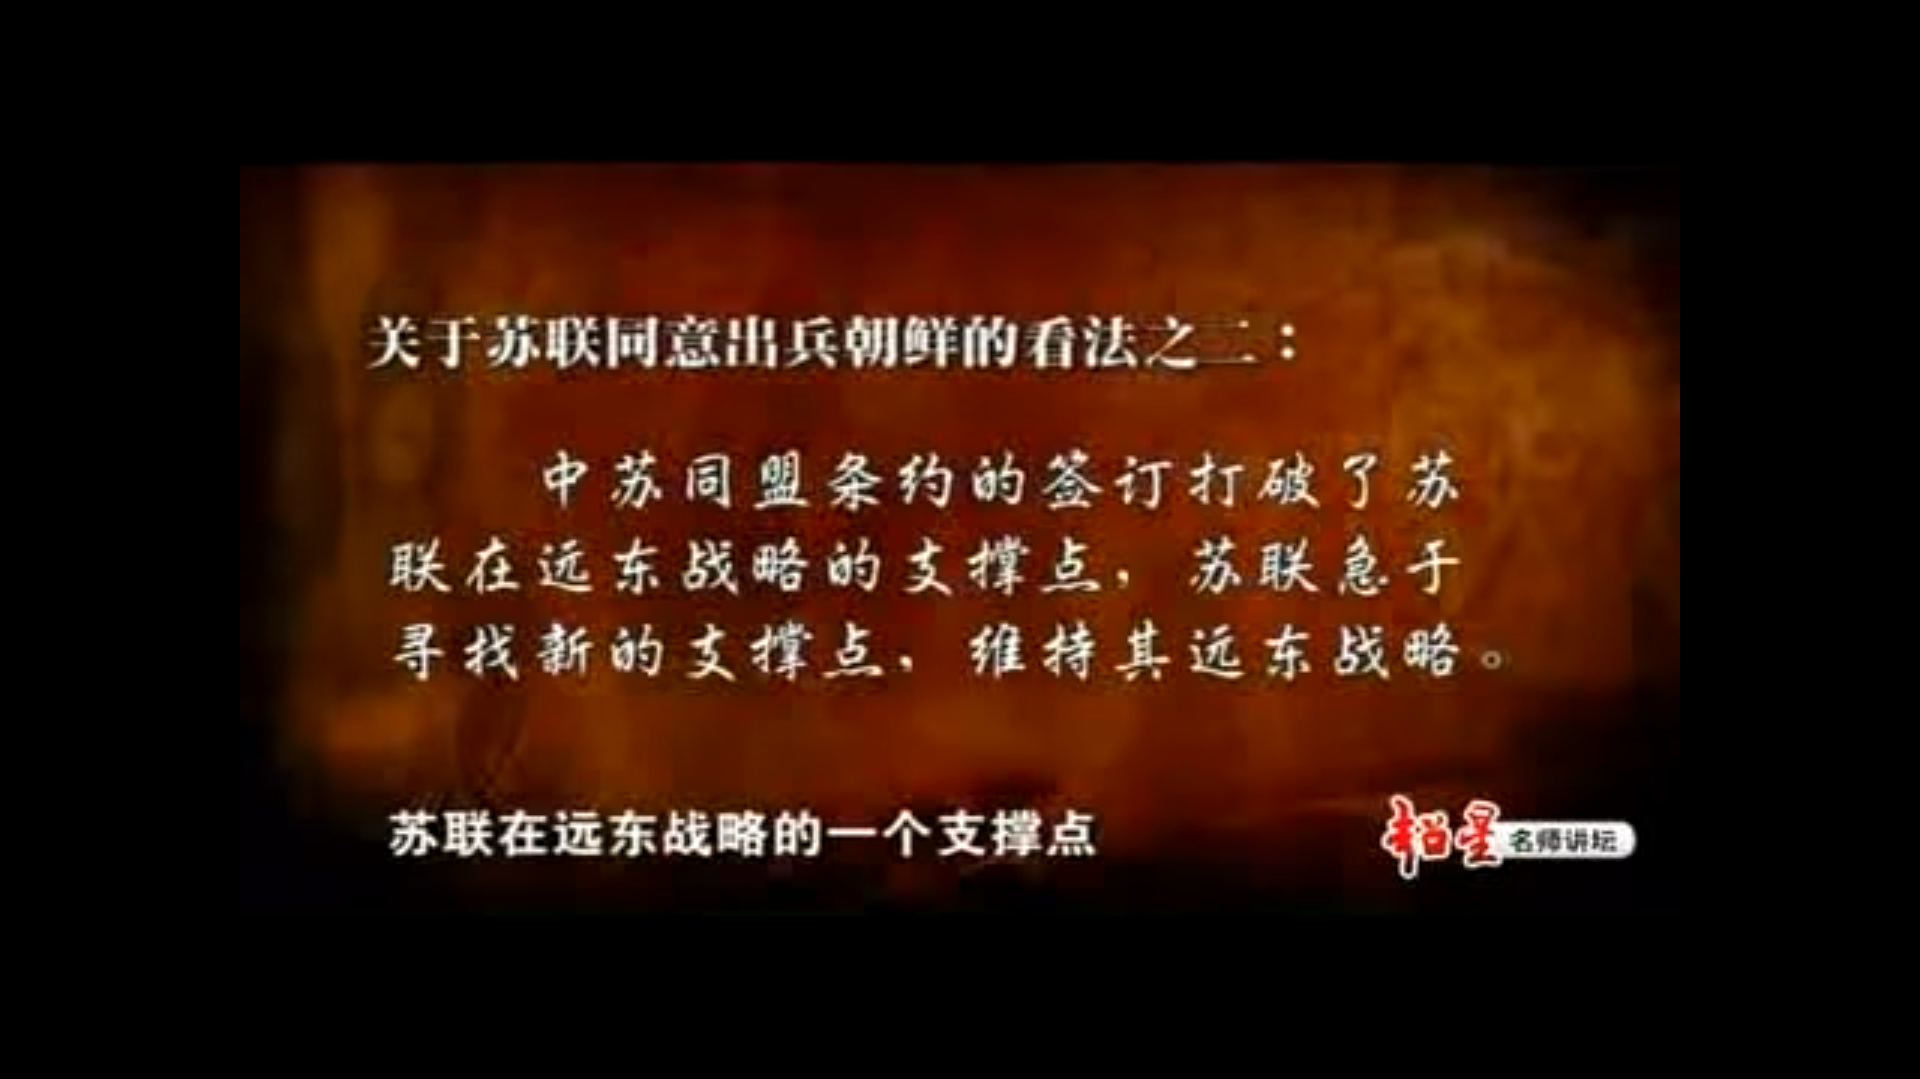 关于苏联同意出兵朝鲜的看法之二：
中苏同盟条约的签订打破了苏
联在远东战略的支撑点，苏联急于
寻找新的支撑点，维持其远东战略。
苏联在远东战略的一个支撑点
韬星 名师讲坛